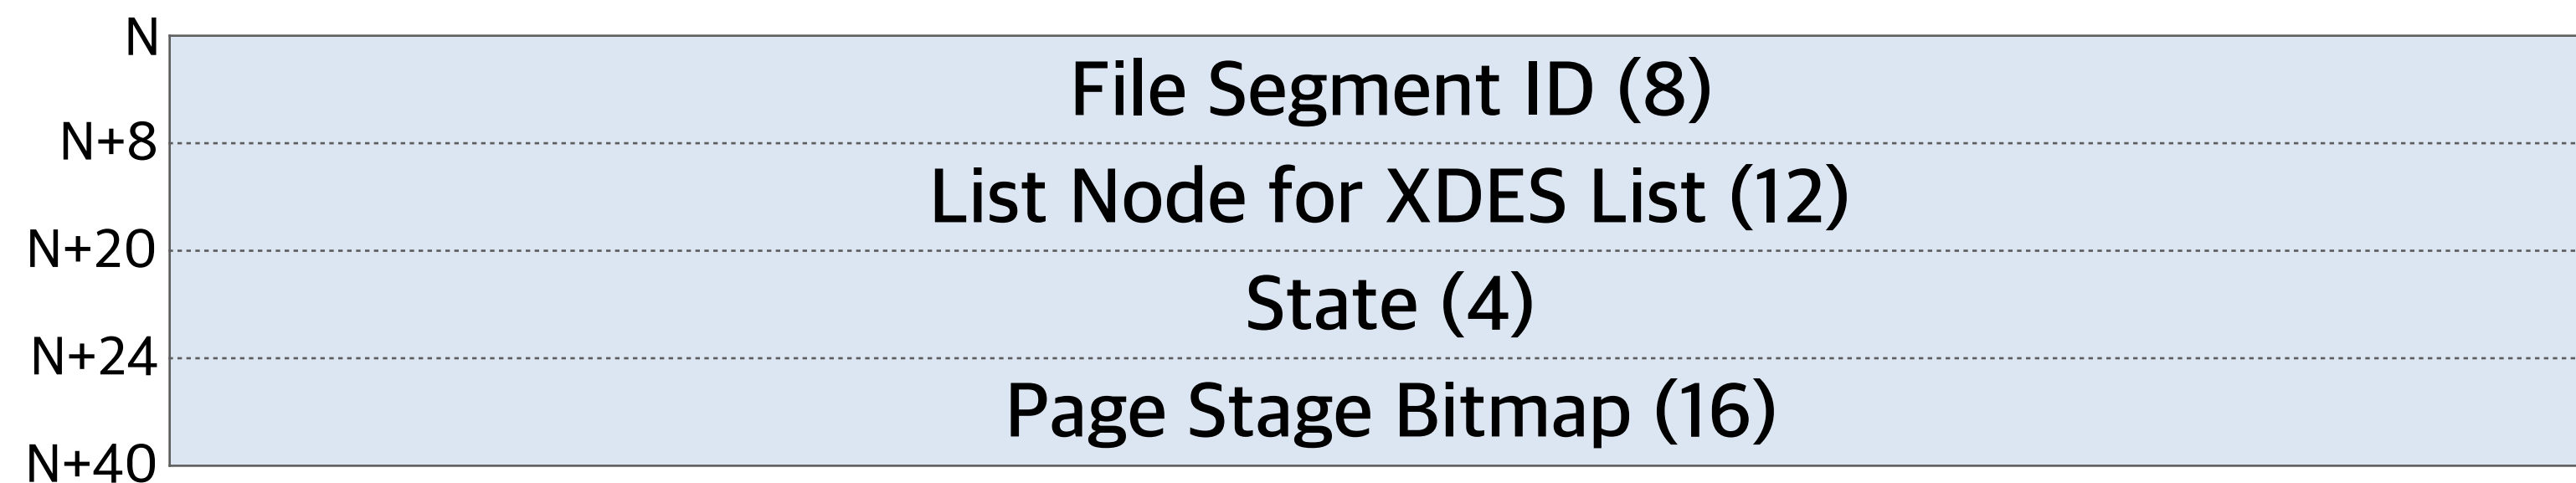 N
File Segment ID (8)
N+8
List Node for XDES List (12)
N+20
State (4)
N+24
Page Stage Bitmap (16)
N+40